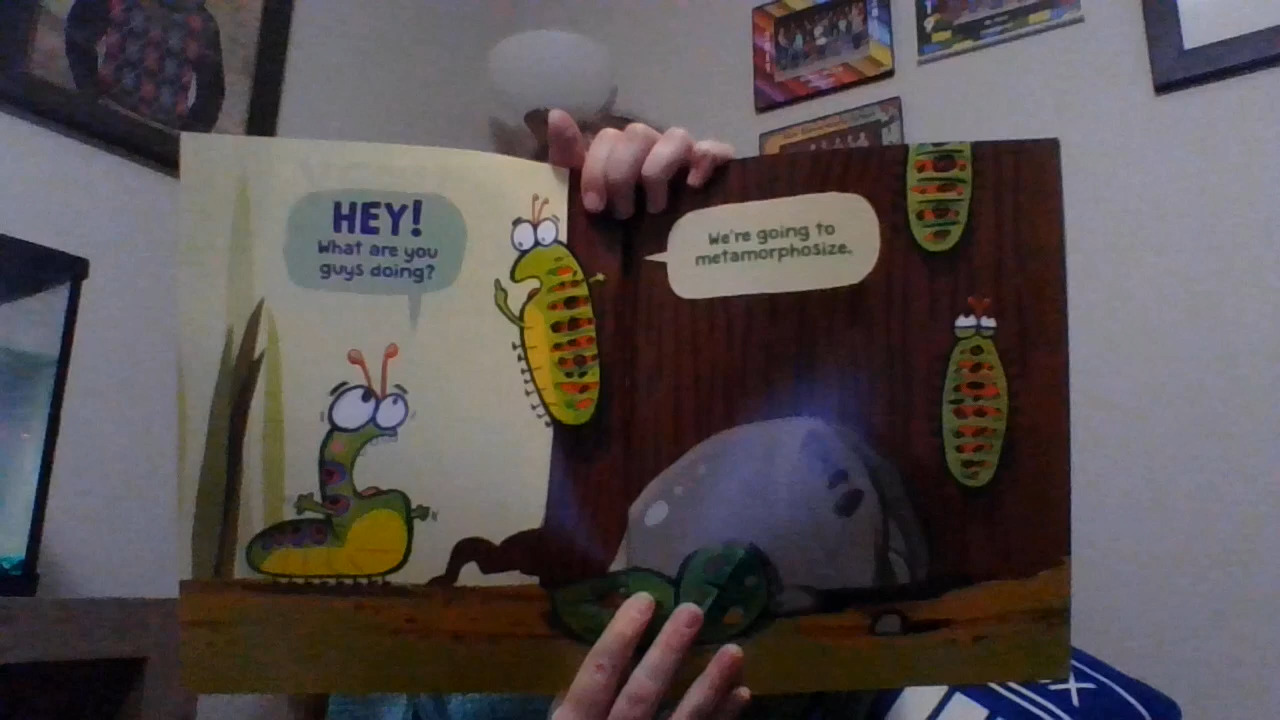 HEY!
What are you
guys doing?
We're going to
metamorphosize.